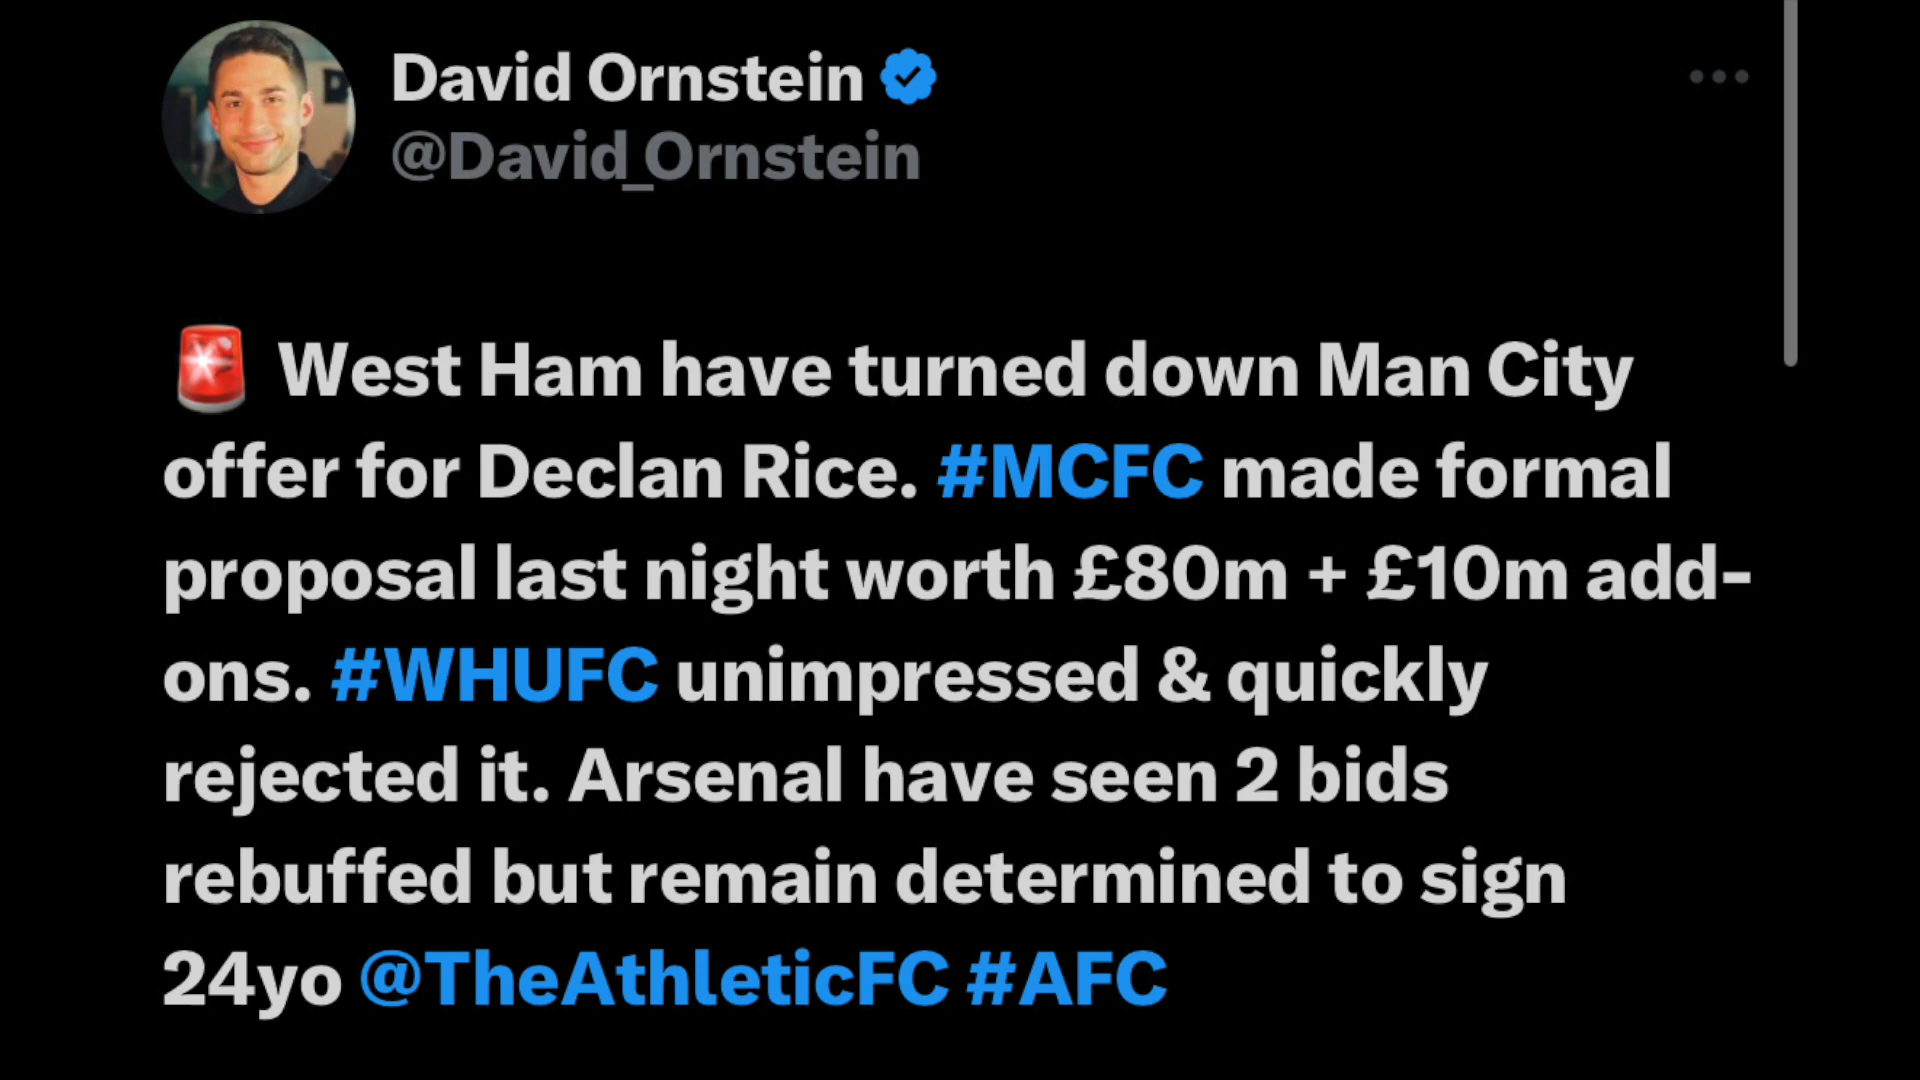 David Ornstein
@David_Ornstein
🚨 West Ham have turned down Man City
offer for Declan Rice. #MCFC made formal
proposal last night worth £80m + £10m add-
ons. #WHUFC unimpressed & quickly
rejected it. Arsenal have seen 2 bids
rebuffed but remain determined to sign
24yo @TheAthleticFC #AFC